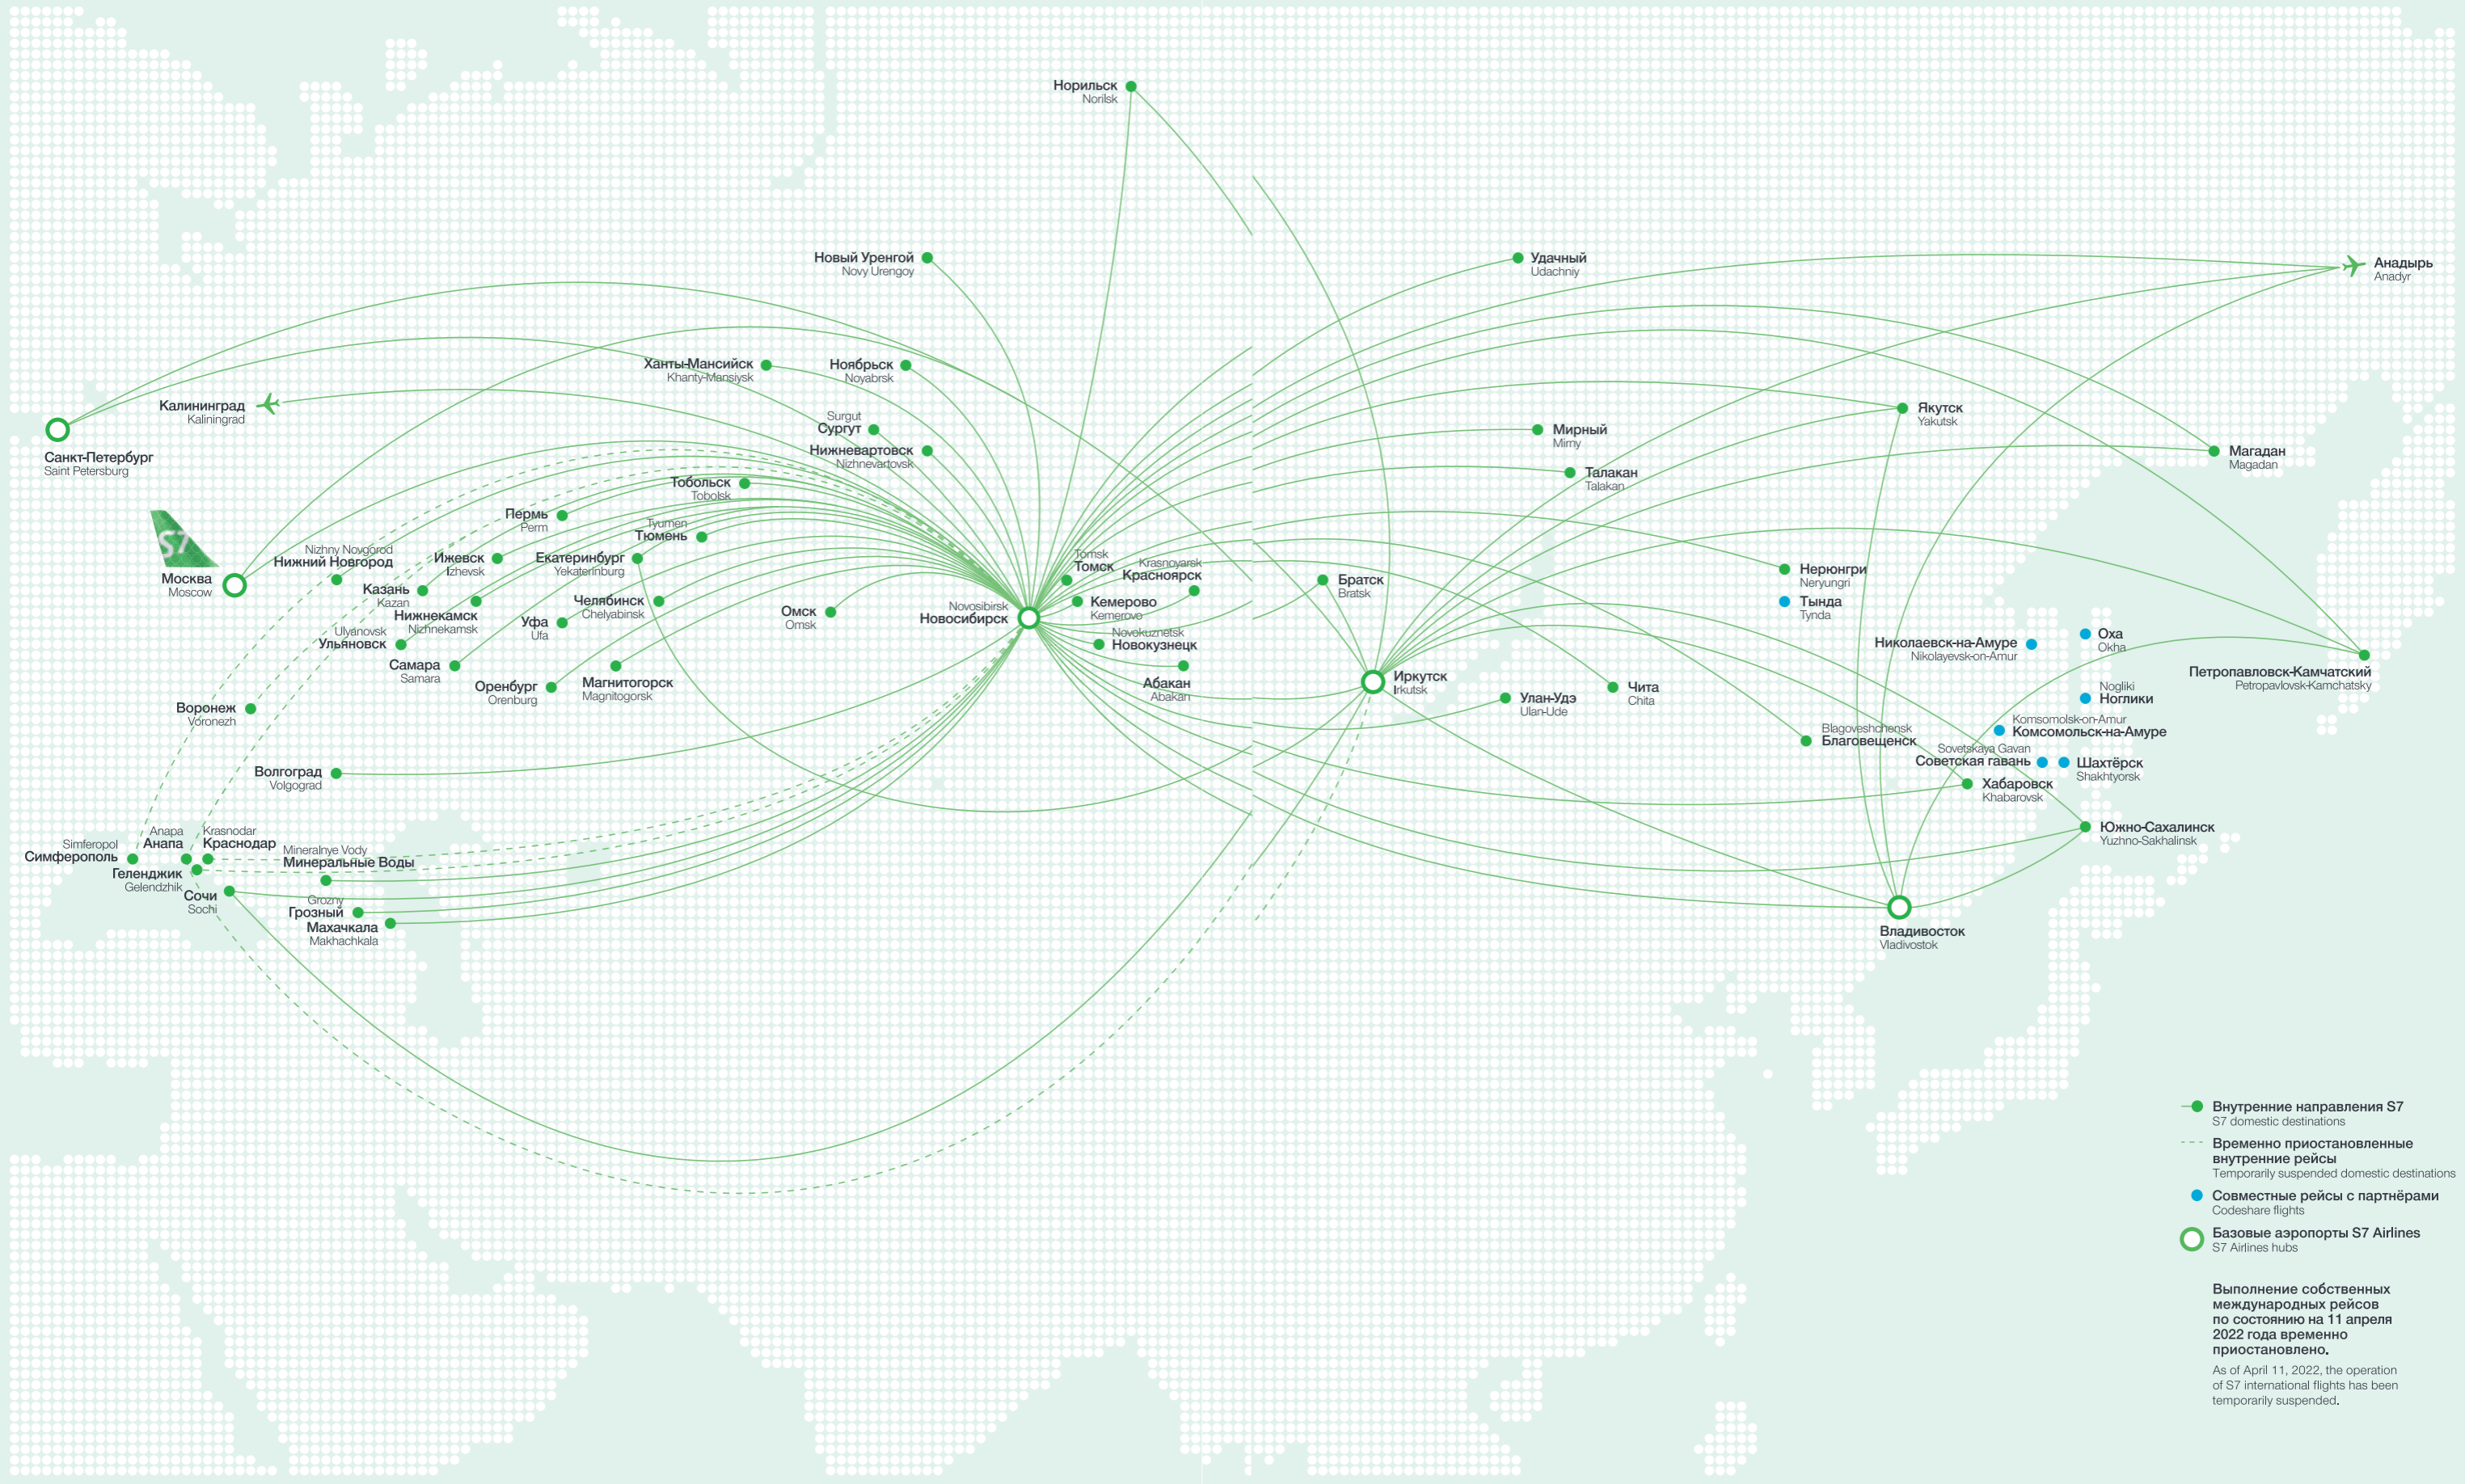 Норильск
Norilsk
Новый Уренгой
Novy Urengoy
Удачный
Udachniy
Анадырь
Anadyr
Ханты-Мансийск
Khanty-Mansiysk
Ноябрьск
Noyabrsk
Калининград
Kaliningrad
Surgut
Сургут
Якутск
Yakutsk
Мирный
Mirny
Санкт-Петербург
Saint Petersburg
Нижневартовск
Nizhnevartovsk
Магадан
Magadan
Талакан
Talakan
Тобольск
Tobolsk
Пермь
Perm
Tyumen
Тюмень
S7
Москва
Moscow
Nizhny Novgorod
Нижний Новгород
Ижевск
Izhevsk
Екатеринбург
Yekaterinburg
Tomsk
Томск
Krasnoyarsk
Красноярск
Братск
Bratsk
Нерюнгри
Neryungri
Казань
Kazan
Нижнекамск
Nizhnekamsk
Челябинск
Chelyabinsk
Омск
Omsk
Novosibirsk
Новосибирск
Кемерово
Kemerovo
Тында
Tynda
Уфа
Ufa
Ulyanovsk
Ульяновск
Novokuznetsk
Новокузнецк
Николаевск-на-Амуре
Nikolayevsk-on-Amur
Оха
Okha
Самара
Samara
Оренбург
Orenburg
Магнитогорск
Magnitogorsk
Абакан
Abakan
Иркутск
Irkutsk
Улан-Удэ
Ulan-Ude
Чита
Chita
Петропавловск-Камчатский
Petropavlovsk-Kamchatsky
Nogliki
Ноглики
Воронеж
Voronezh
Komsomolsk-on-Amur
Комсомольск-на-Амуре
Blagoveshchensk
Благовещенск
Sovetskaya Gavan
Советская гавань
Шахтёрск
Shakhtyorsk
Волгоград
Volgograd
Хабаровск
Khabarovsk
Южно-Сахалинск
Yuzhno-Sakhalinsk
Simferopol
Симферополь
Anapa
Анапа
Krasnodar
Краснодар
Mineralnye Vody
Минеральные Воды
Геленджик
Gelendzhik
Сочи
Sochi
Grozny
Грозный
Махачкала
Makhachkala
Владивосток
Vladivostok
Внутренние направления S7
S7 domestic destinations
Временно приостановленные
внутренние рейсы
Temporarily suspended domestic destinations
Совместные рейсы с партнёрами
Codeshare flights
Базовые аэропорты S7 Airlines
S7 Airlines hubs
Выполнение собственных
международных рейсов
по состоянию на 11 апреля
2022 года временно
приостановлено.
As of April 11, 2022, the operation
of S7 international flights has been
temporarily suspended.